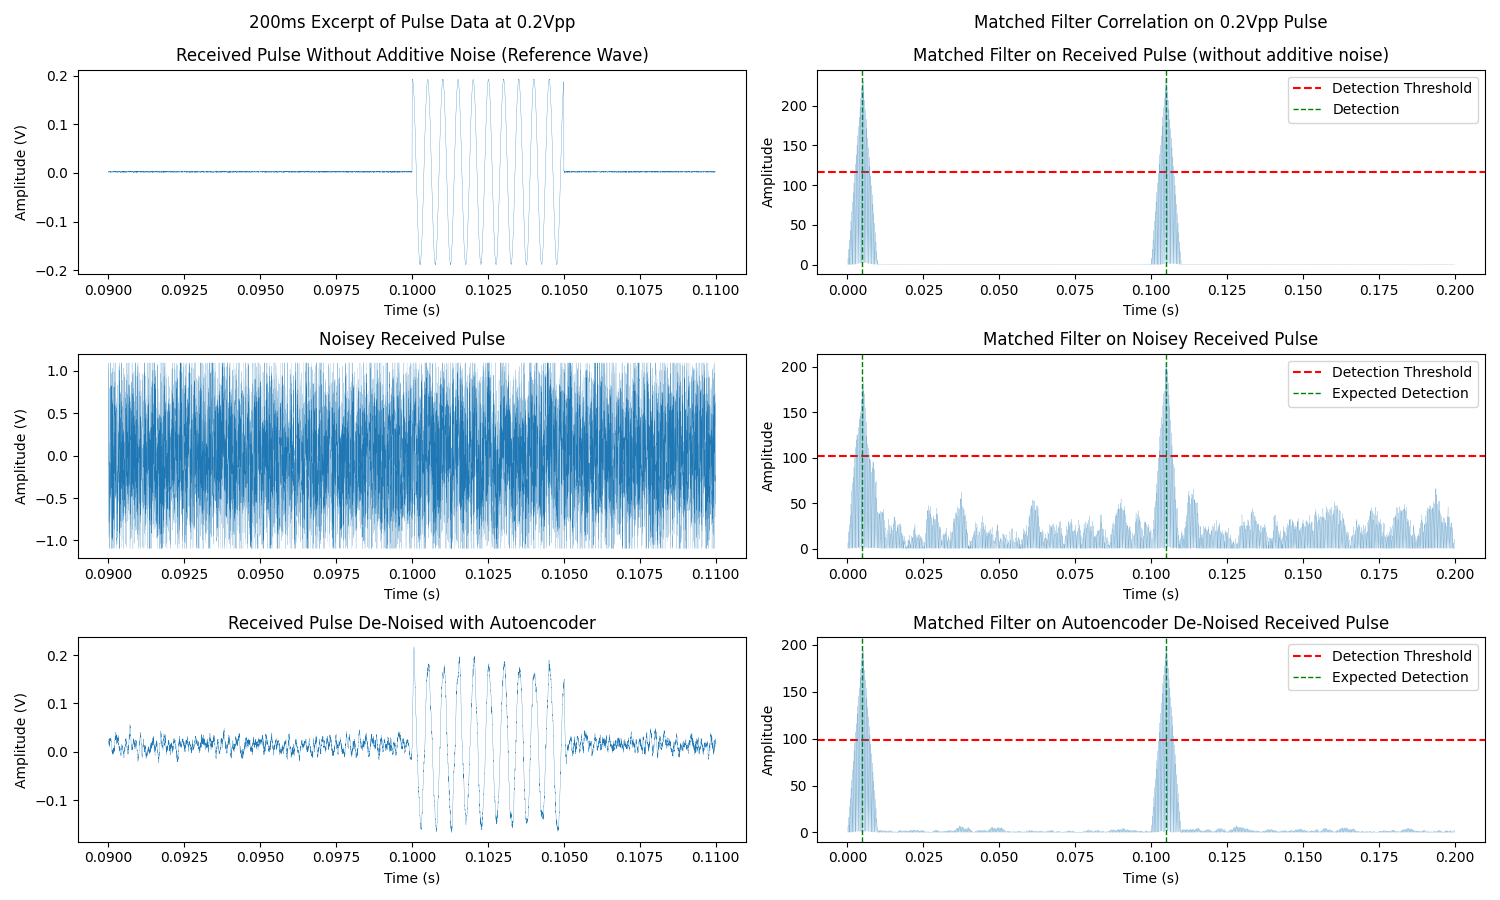 200ms Excerpt of Pulse Data at 0.2Vpp
Received Pulse Without Additive Noise (Reference Wave)
0.2
0.1
0.0
−0.1
−0.2
Amplitude (V)
0.0900 0.0925 0.0950 0.0975 0.1000 0.1025 0.1050 0.1075 0.1100
Time (s)
Matched Filter Correlation on 0.2Vpp Pulse
Matched Filter on Received Pulse (without additive noise)
Detection Threshold
Detection
200
150
100
50
0
Amplitude
0.000 0.025 0.050 0.075 0.100 0.125 0.150 0.175 0.200
Time (s)
Noisey Received Pulse
1.0
0.5
0.0
−0.5
−1.0
Amplitude (V)
0.0900 0.0925 0.0950 0.0975 0.1000 0.1025 0.1050 0.1075 0.1100
Time (s)
Matched Filter on Noisey Received Pulse
Detection Threshold
Expected Detection
200
150
100
50
0
Amplitude
0.000 0.025 0.050 0.075 0.100 0.125 0.150 0.175 0.200
Time (s)
Received Pulse De-Noised with Autoencoder
0.2
0.1
0.0
−0.1
Amplitude (V)
0.0900 0.0925 0.0950 0.0975 0.1000 0.1025 0.1050 0.1075 0.1100
Time (s)
Matched Filter on Autoencoder De-Noised Received Pulse
Detection Threshold
Expected Detection
200
150
100
50
0
Amplitude
0.000 0.025 0.050 0.075 0.100 0.125 0.150 0.175 0.200
Time (s)